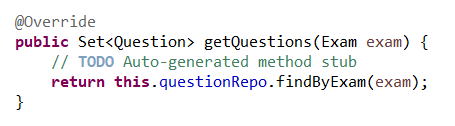 @Override
public Set<Question> getQuestions(Exam exam) {
    // TODO Auto-generated method stub
    return this.questionRepo.findByExam(exam);
}